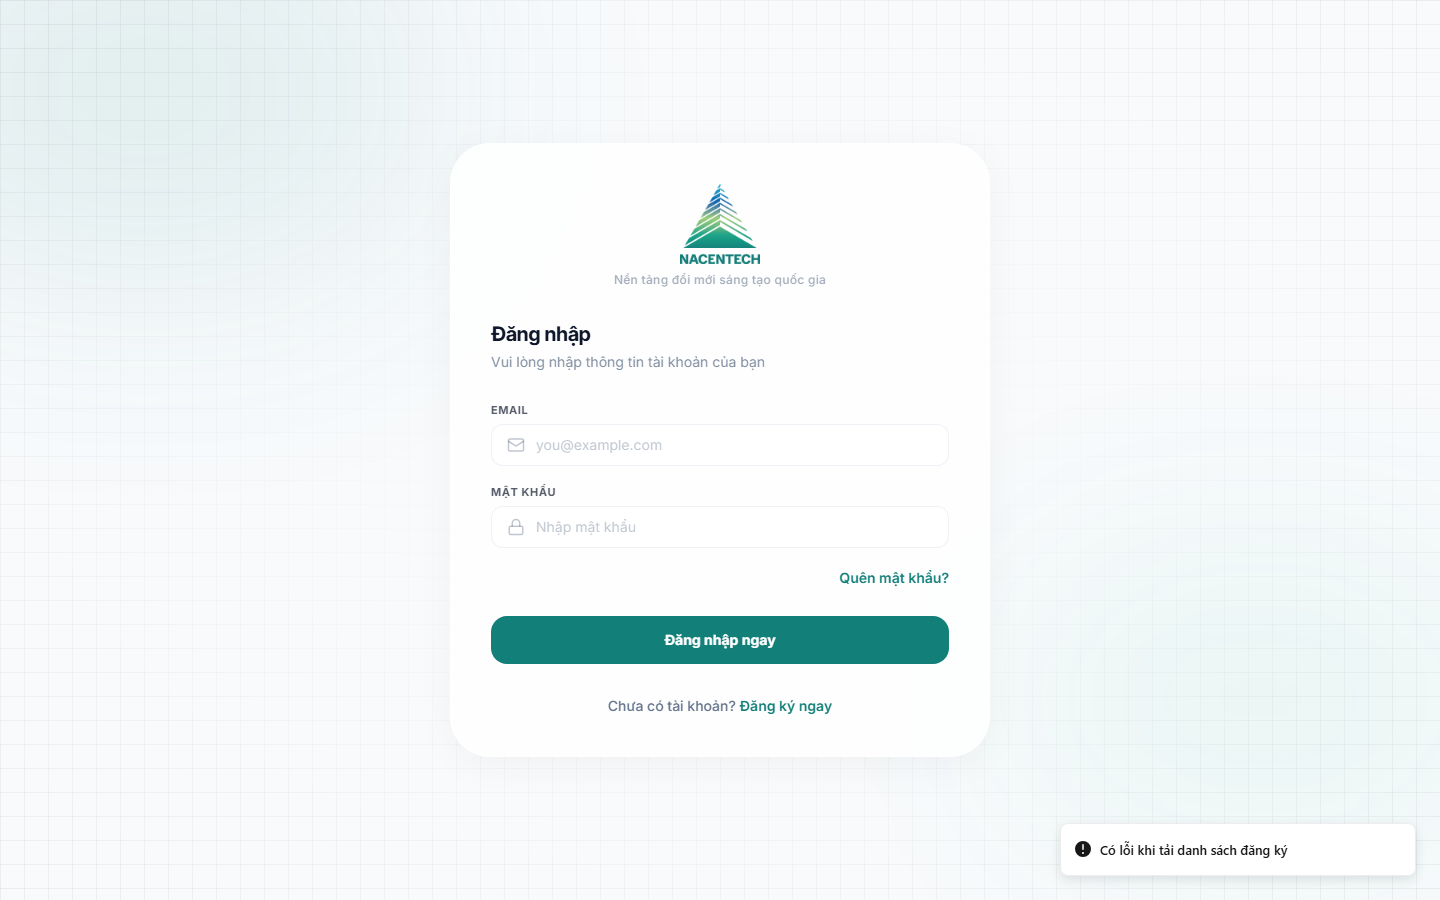 NACENTECH
Nền tảng đổi mới sáng tạo quốc gia
Đăng nhập
Vui lòng nhập thông tin tài khoản của bạn
EMAIL
you@example.com
MẬT KHẨU
Nhập mật khẩu
Quên mật khẩu?
Đăng nhập ngay
Chưa có tài khoản? Đăng ký ngay
Có lỗi khi tải danh sách đăng ký